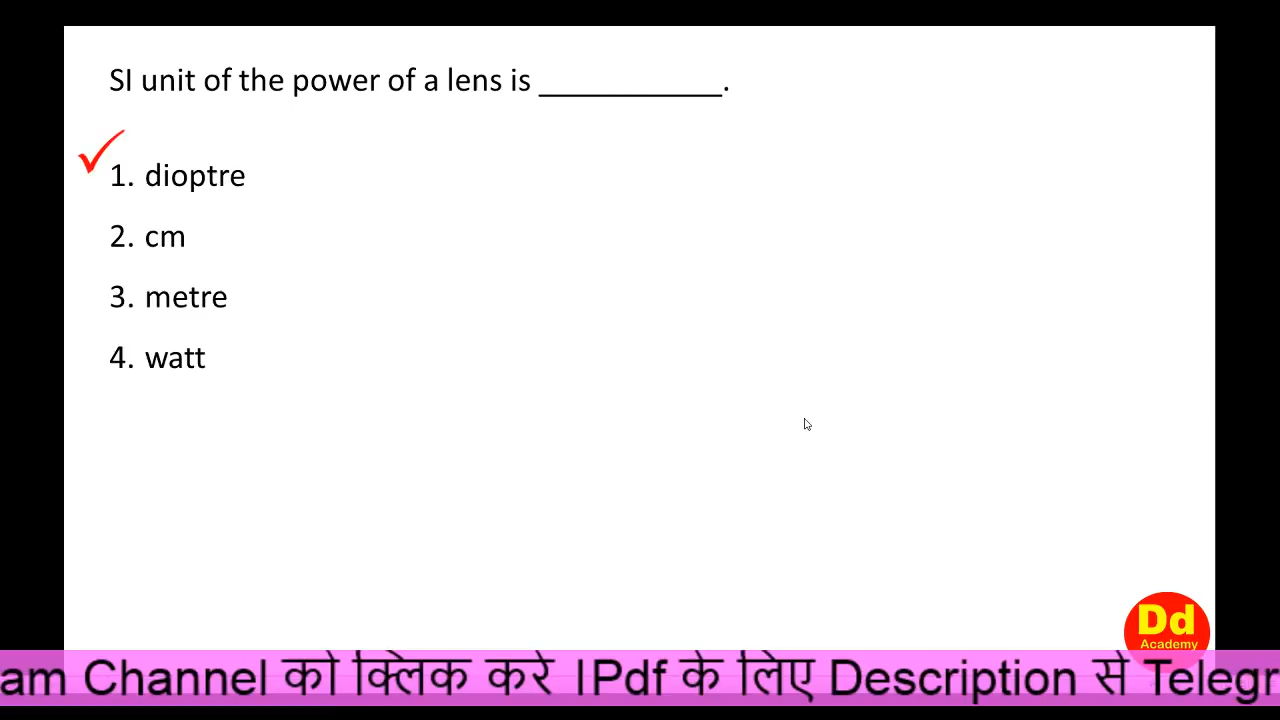 SI unit of the power of a lens is ___________.
1. dioptre
2. cm
3. metre
4. watt
Dd
Academy
am Channel को क्लिक करे ।Pdf के लिए Description से Telegr